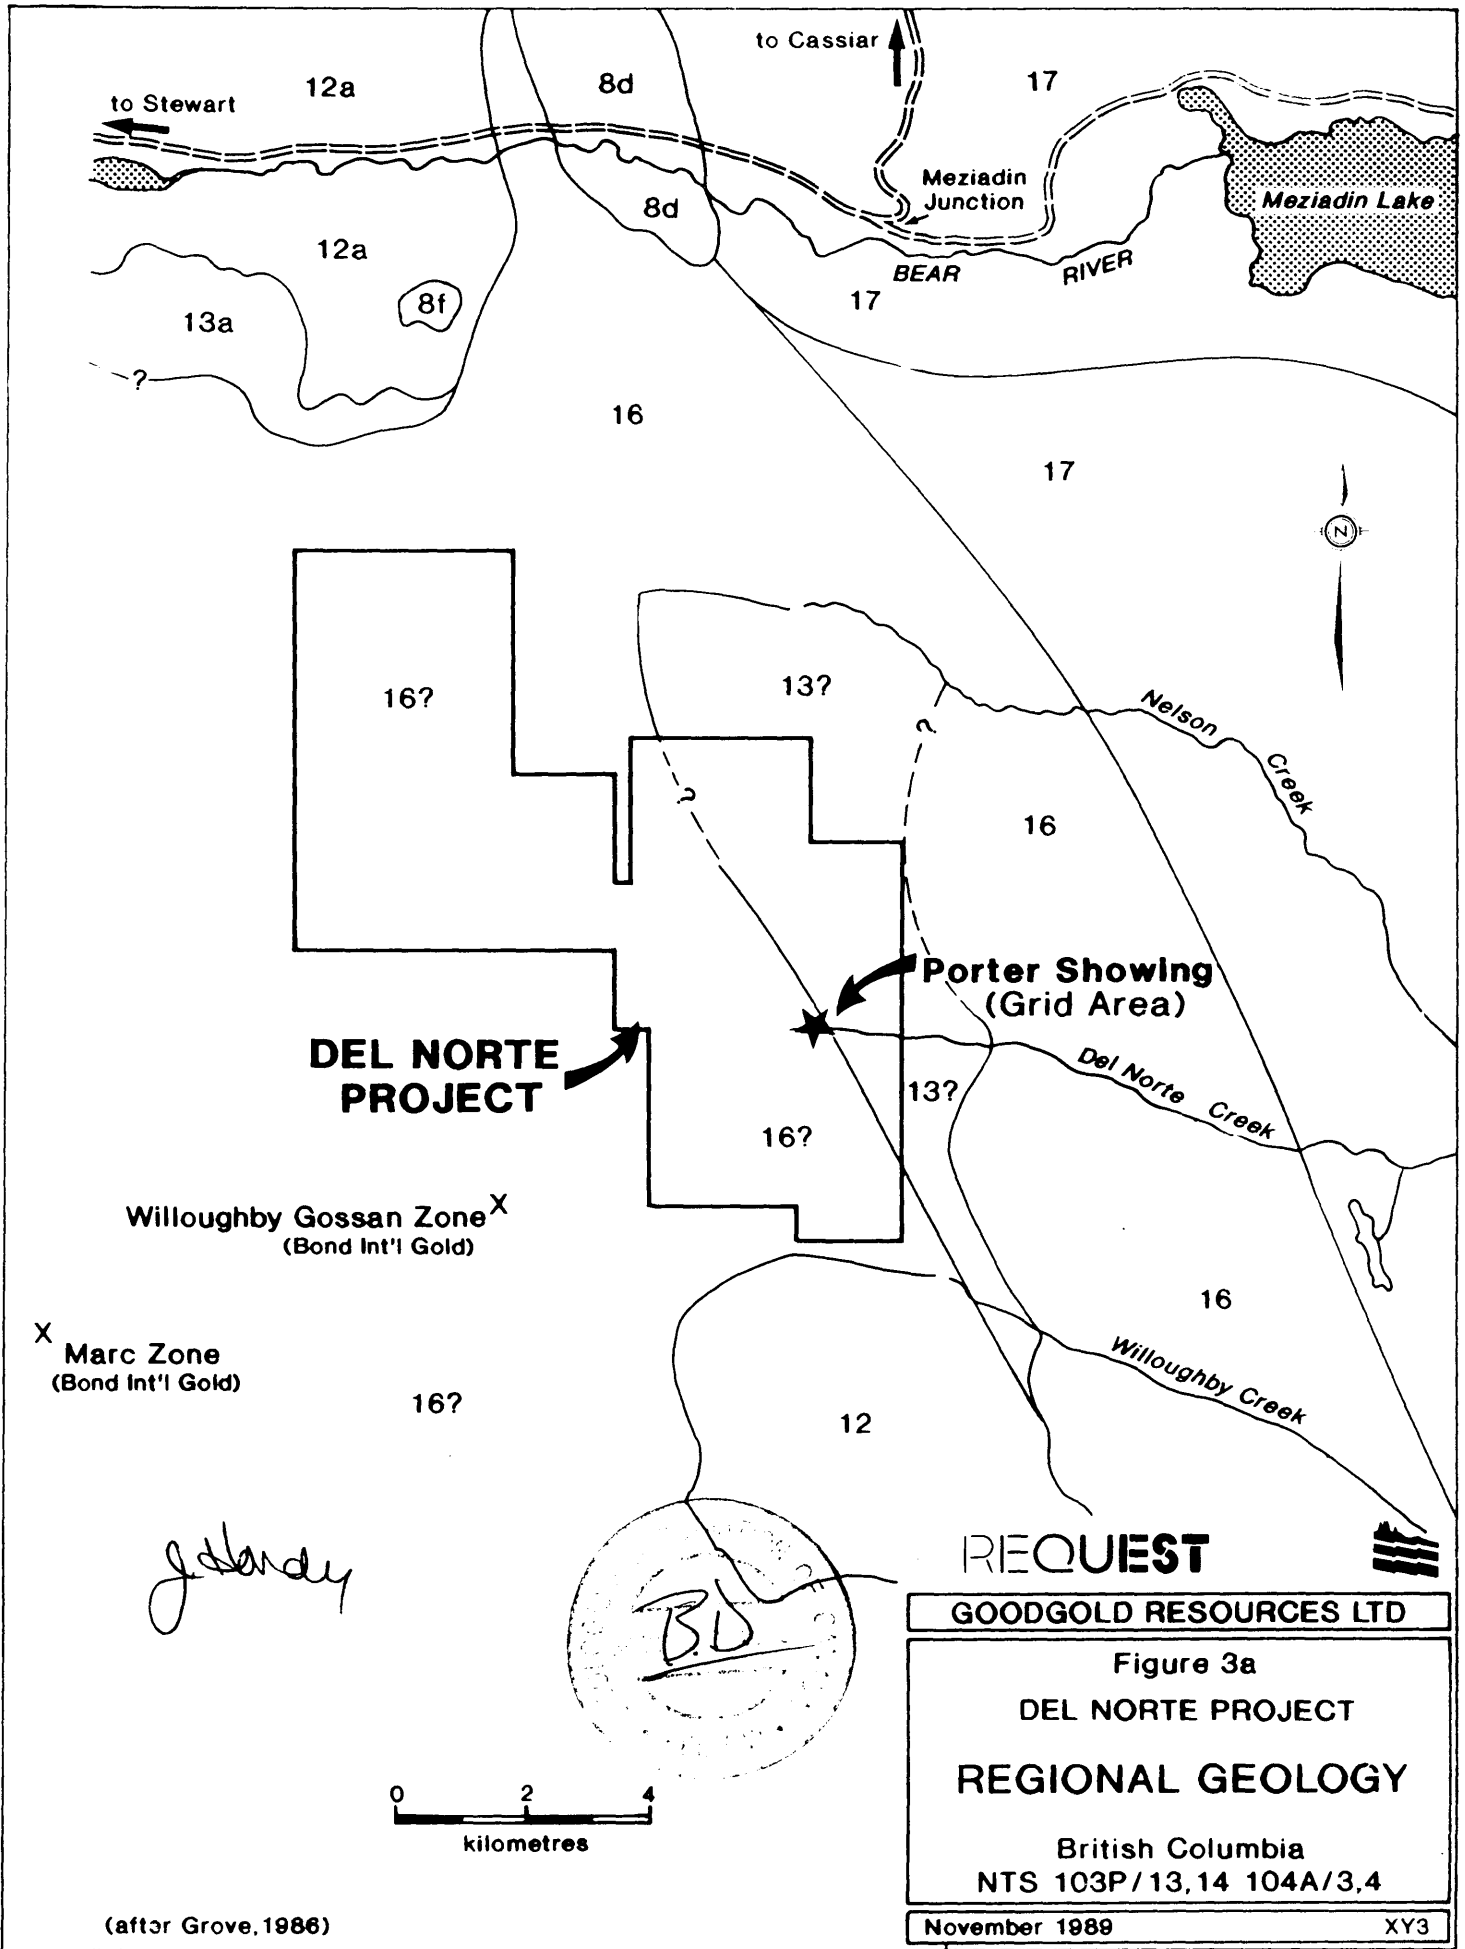 to Cassiar
17
12a
8d
to Stewart
Meziadin
Junction
Meziadin Lake
8d
12a
BEAR
RIVER
8f
17
13a
?
16
17
N
16?
13?
Nelson
Creek
?
?
16
Porter Showing
(Grid Area)
DEL NORTE
PROJECT
Del Norte Creek
13?
16?
Willoughby Gossan Zone X
(Bond Int'l Gold)
16
X
Marc Zone
(Bond Int'l Gold)
Willoughby Creek
16?
12
REQUEST
J. Hardy
B.D
GOODGOLD RESOURCES LTD
Figure 3a
DEL NORTE PROJECT
REGIONAL GEOLOGY
British Columbia
NTS 103P/13,14 104A/3,4
0 2 4
kilometres
(after Grove, 1986)
November 1989 XY3